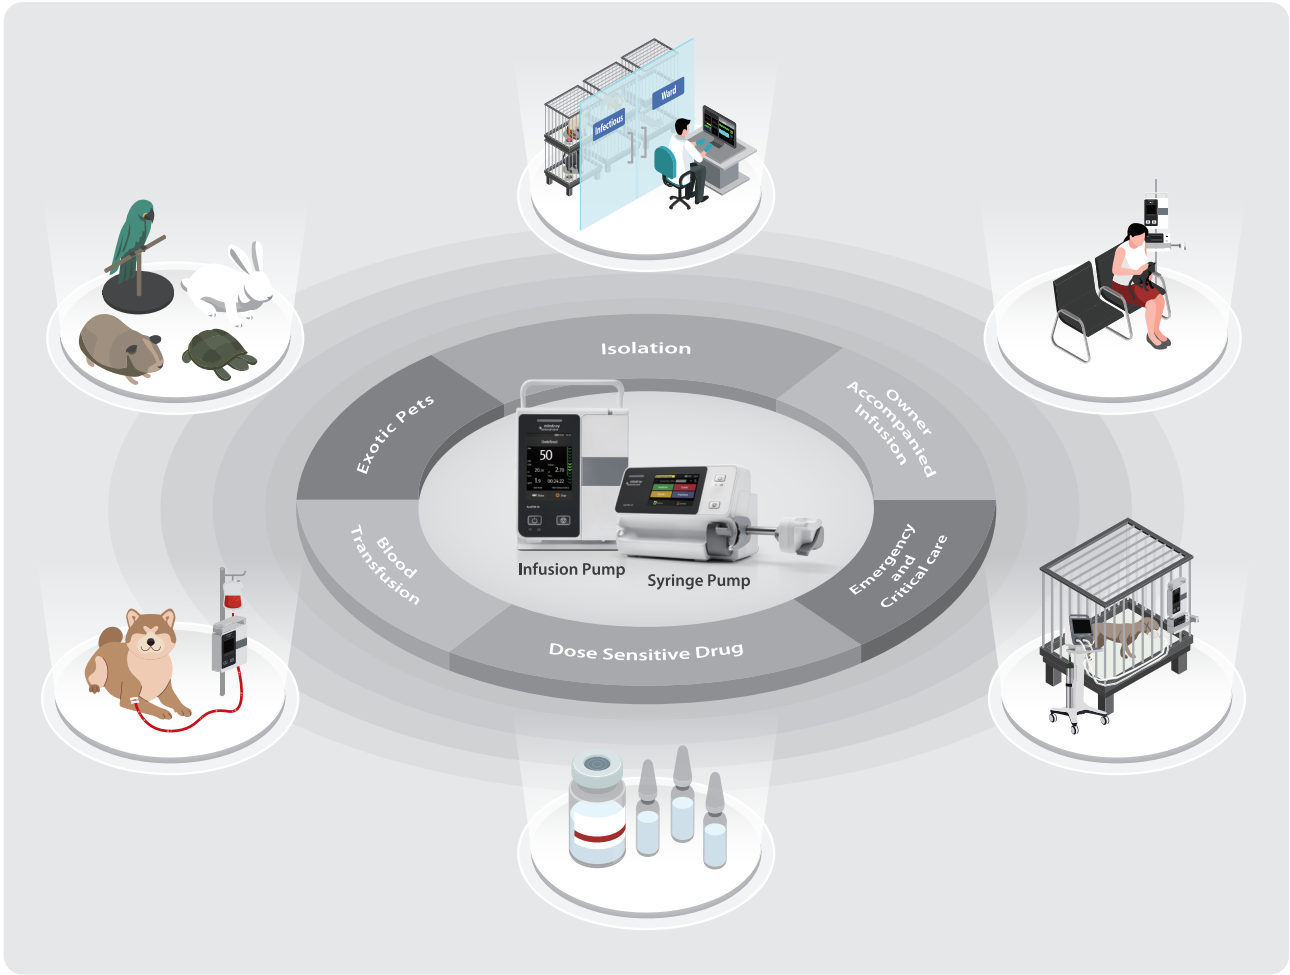 Infectious
Ward
Isolation
Exotic Pets
Owner
Accompanied
Infusion
mindray
50
Infusion Pump
Syringe Pump
Blood
Transfusion
Emergency
and
Critical care
Dose Sensitive Drug